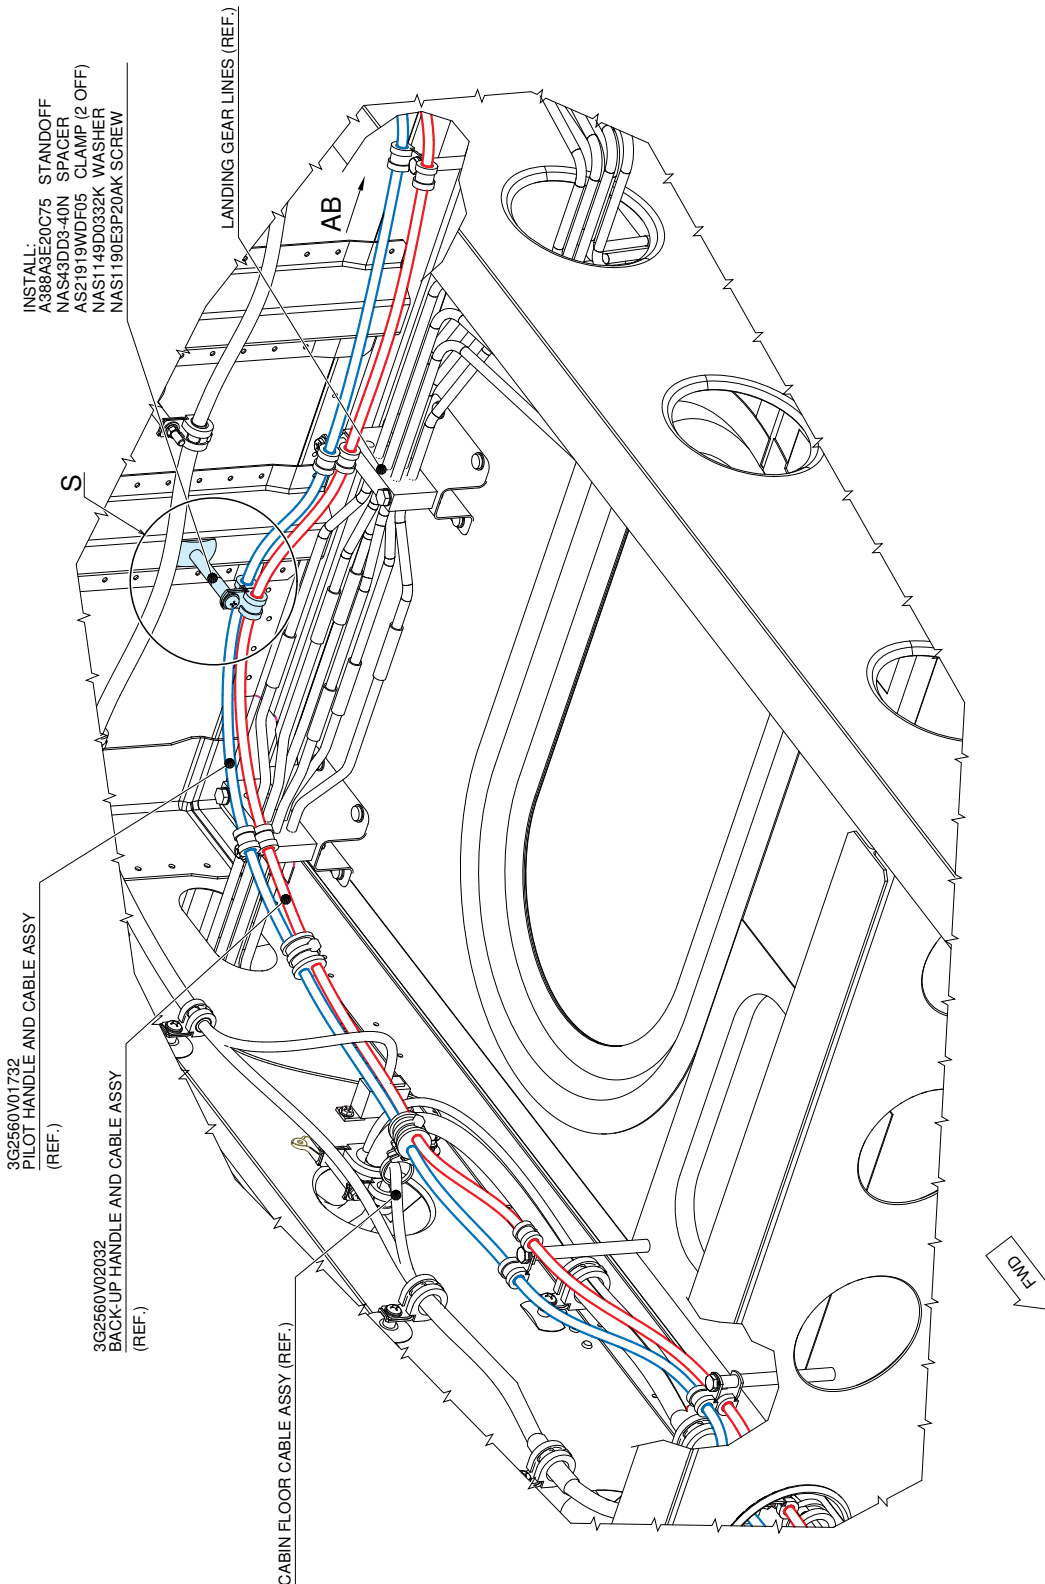 INSTALL:
A388A3E20C75 STANDOFF
NAS43DD3-40N SPACER
AS21919WDF05 CLAMP (2 OFF)
NAS1149D0332K WASHER
NAS1190E3P20AK SCREW
LANDING GEAR LINES (REF.)
AB
S
3G2560V01732
PILOT HANDLE AND CABLE ASSY
(REF.)
3G2560V02032
BACK-UP HANDLE AND CABLE ASSY
(REF.)
CABIN FLOOR CABLE ASSY (REF.)
FWD